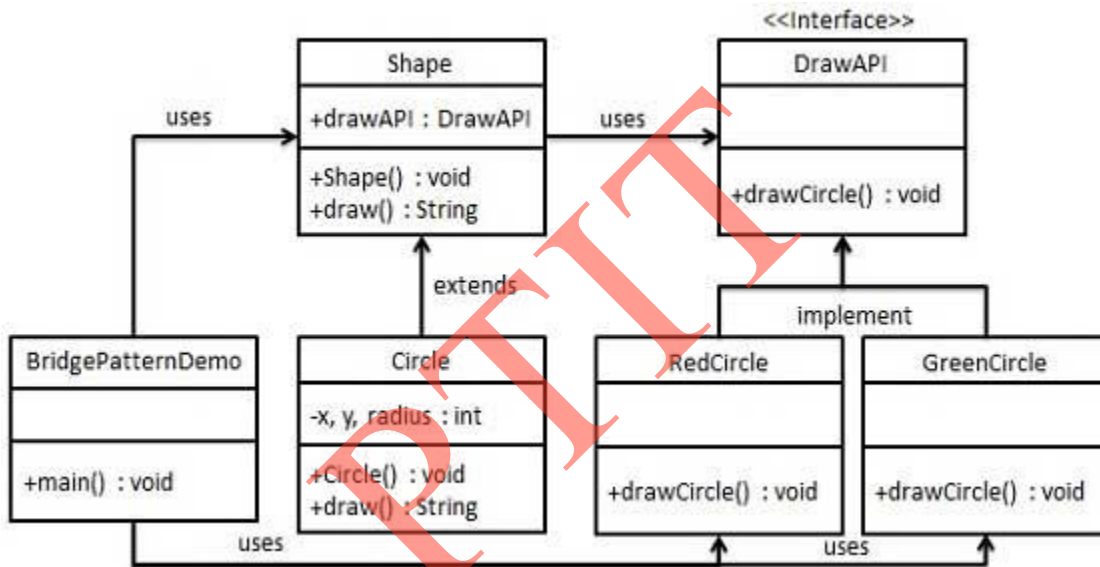 <<Interface>>
Shape
+drawAPI : DrawAPI
+Shape() : void
+draw() : String
uses
uses
DrawAPI
+drawCircle() : void
extends
implement
BridgePatternDemo
+main() : void
Circle
-x, y, radius : int
+Circle() : void
+draw() : String
RedCircle
+drawCircle() : void
GreenCircle
+drawCircle() : void
uses
uses
PTIT